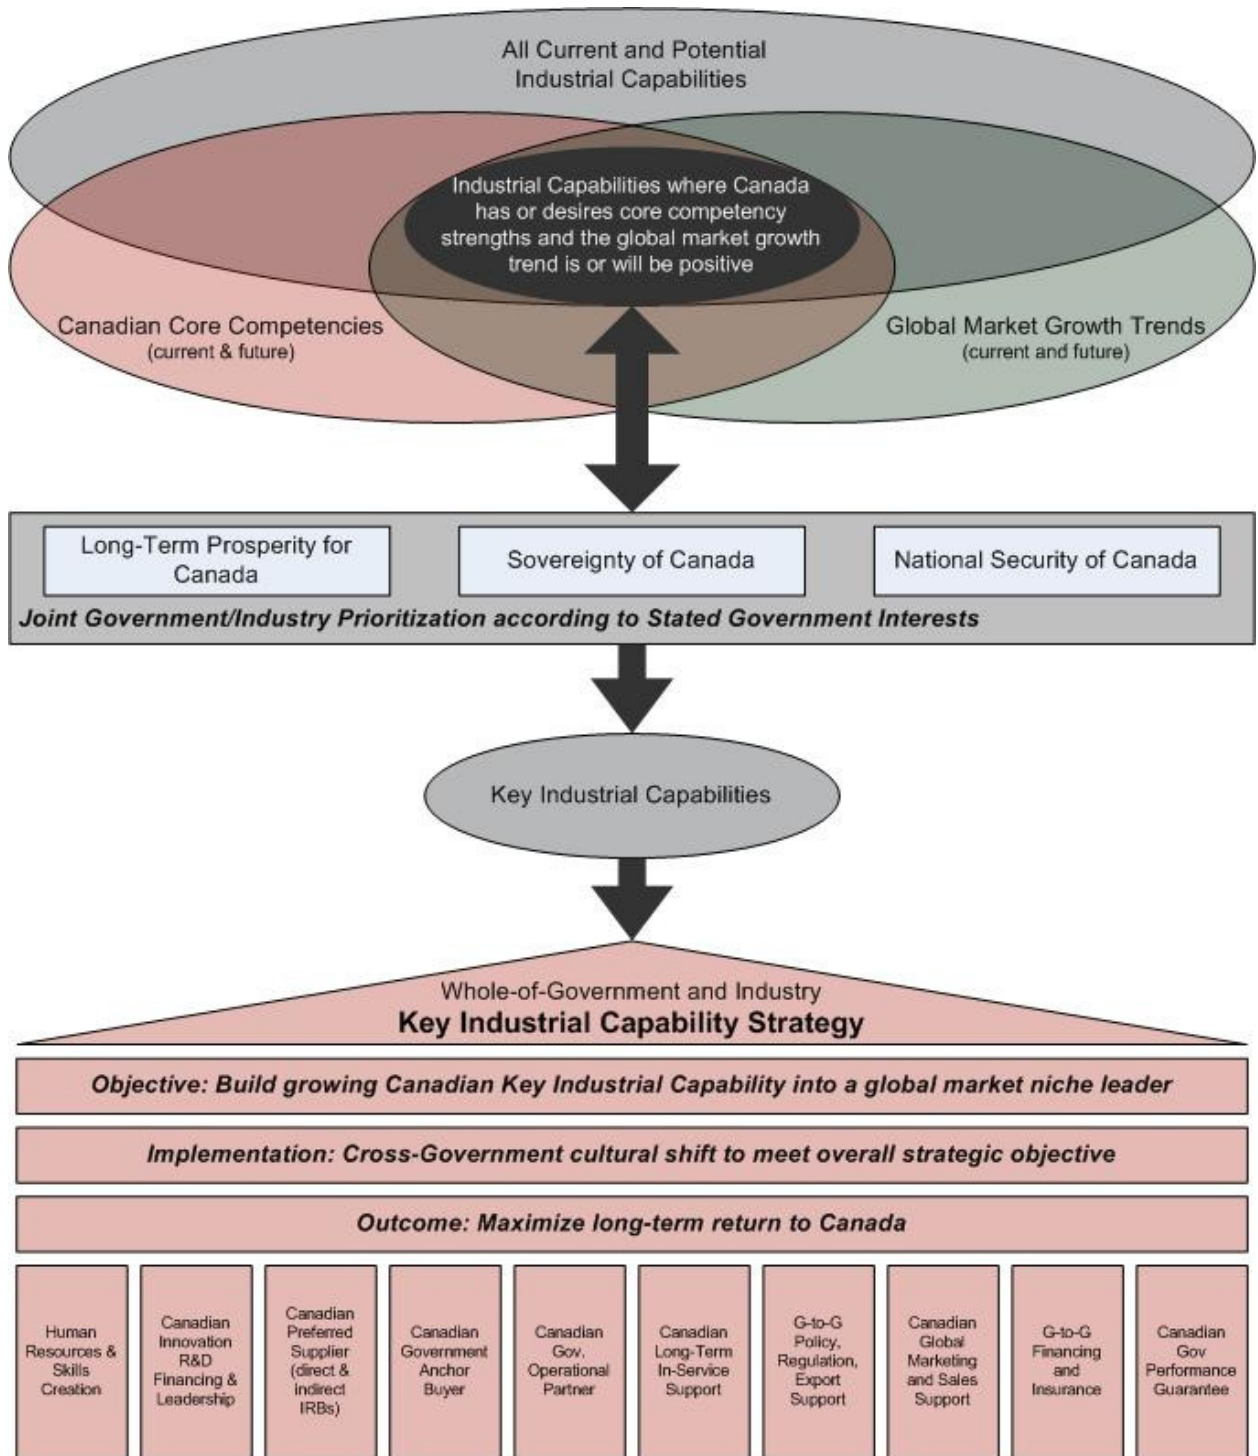 All Current and Potential
Industrial Capabilities
Industrial Capabilities where Canada
has or desires core competency
strengths and the global market growth
trend is or will be positive
Canadian Core Competencies
(current & future)
Global Market Growth Trends
(current and future)
Long-Term Prosperity for
Canada
Sovereignty of Canada
National Security of Canada
Joint Government/Industry Prioritization according to Stated Government Interests
Key Industrial Capabilities
Whole-of-Government and Industry
Key Industrial Capability Strategy
Objective: Build growing Canadian Key Industrial Capability into a global market niche leader
Implementation: Cross-Government cultural shift to meet overall strategic objective
Outcome: Maximize long-term return to Canada
Human
Resources &
Skills
Creation
Canadian
Innovation
R&D
Financing &
Leadership
Canadian
Preferred
Supplier
(direct &
indirect
IRBs)
Canadian
Government
Anchor
Buyer
Canadian
Gov.
Operational
Partner
Canadian
Long-Term
In-Service
Support
G-to-G
Policy,
Regulation,
Export
Support
Canadian
Global
Marketing
and Sales
Support
G-to-G
Financing
and
Insurance
Canadian
Gov
Performance
Guarantee